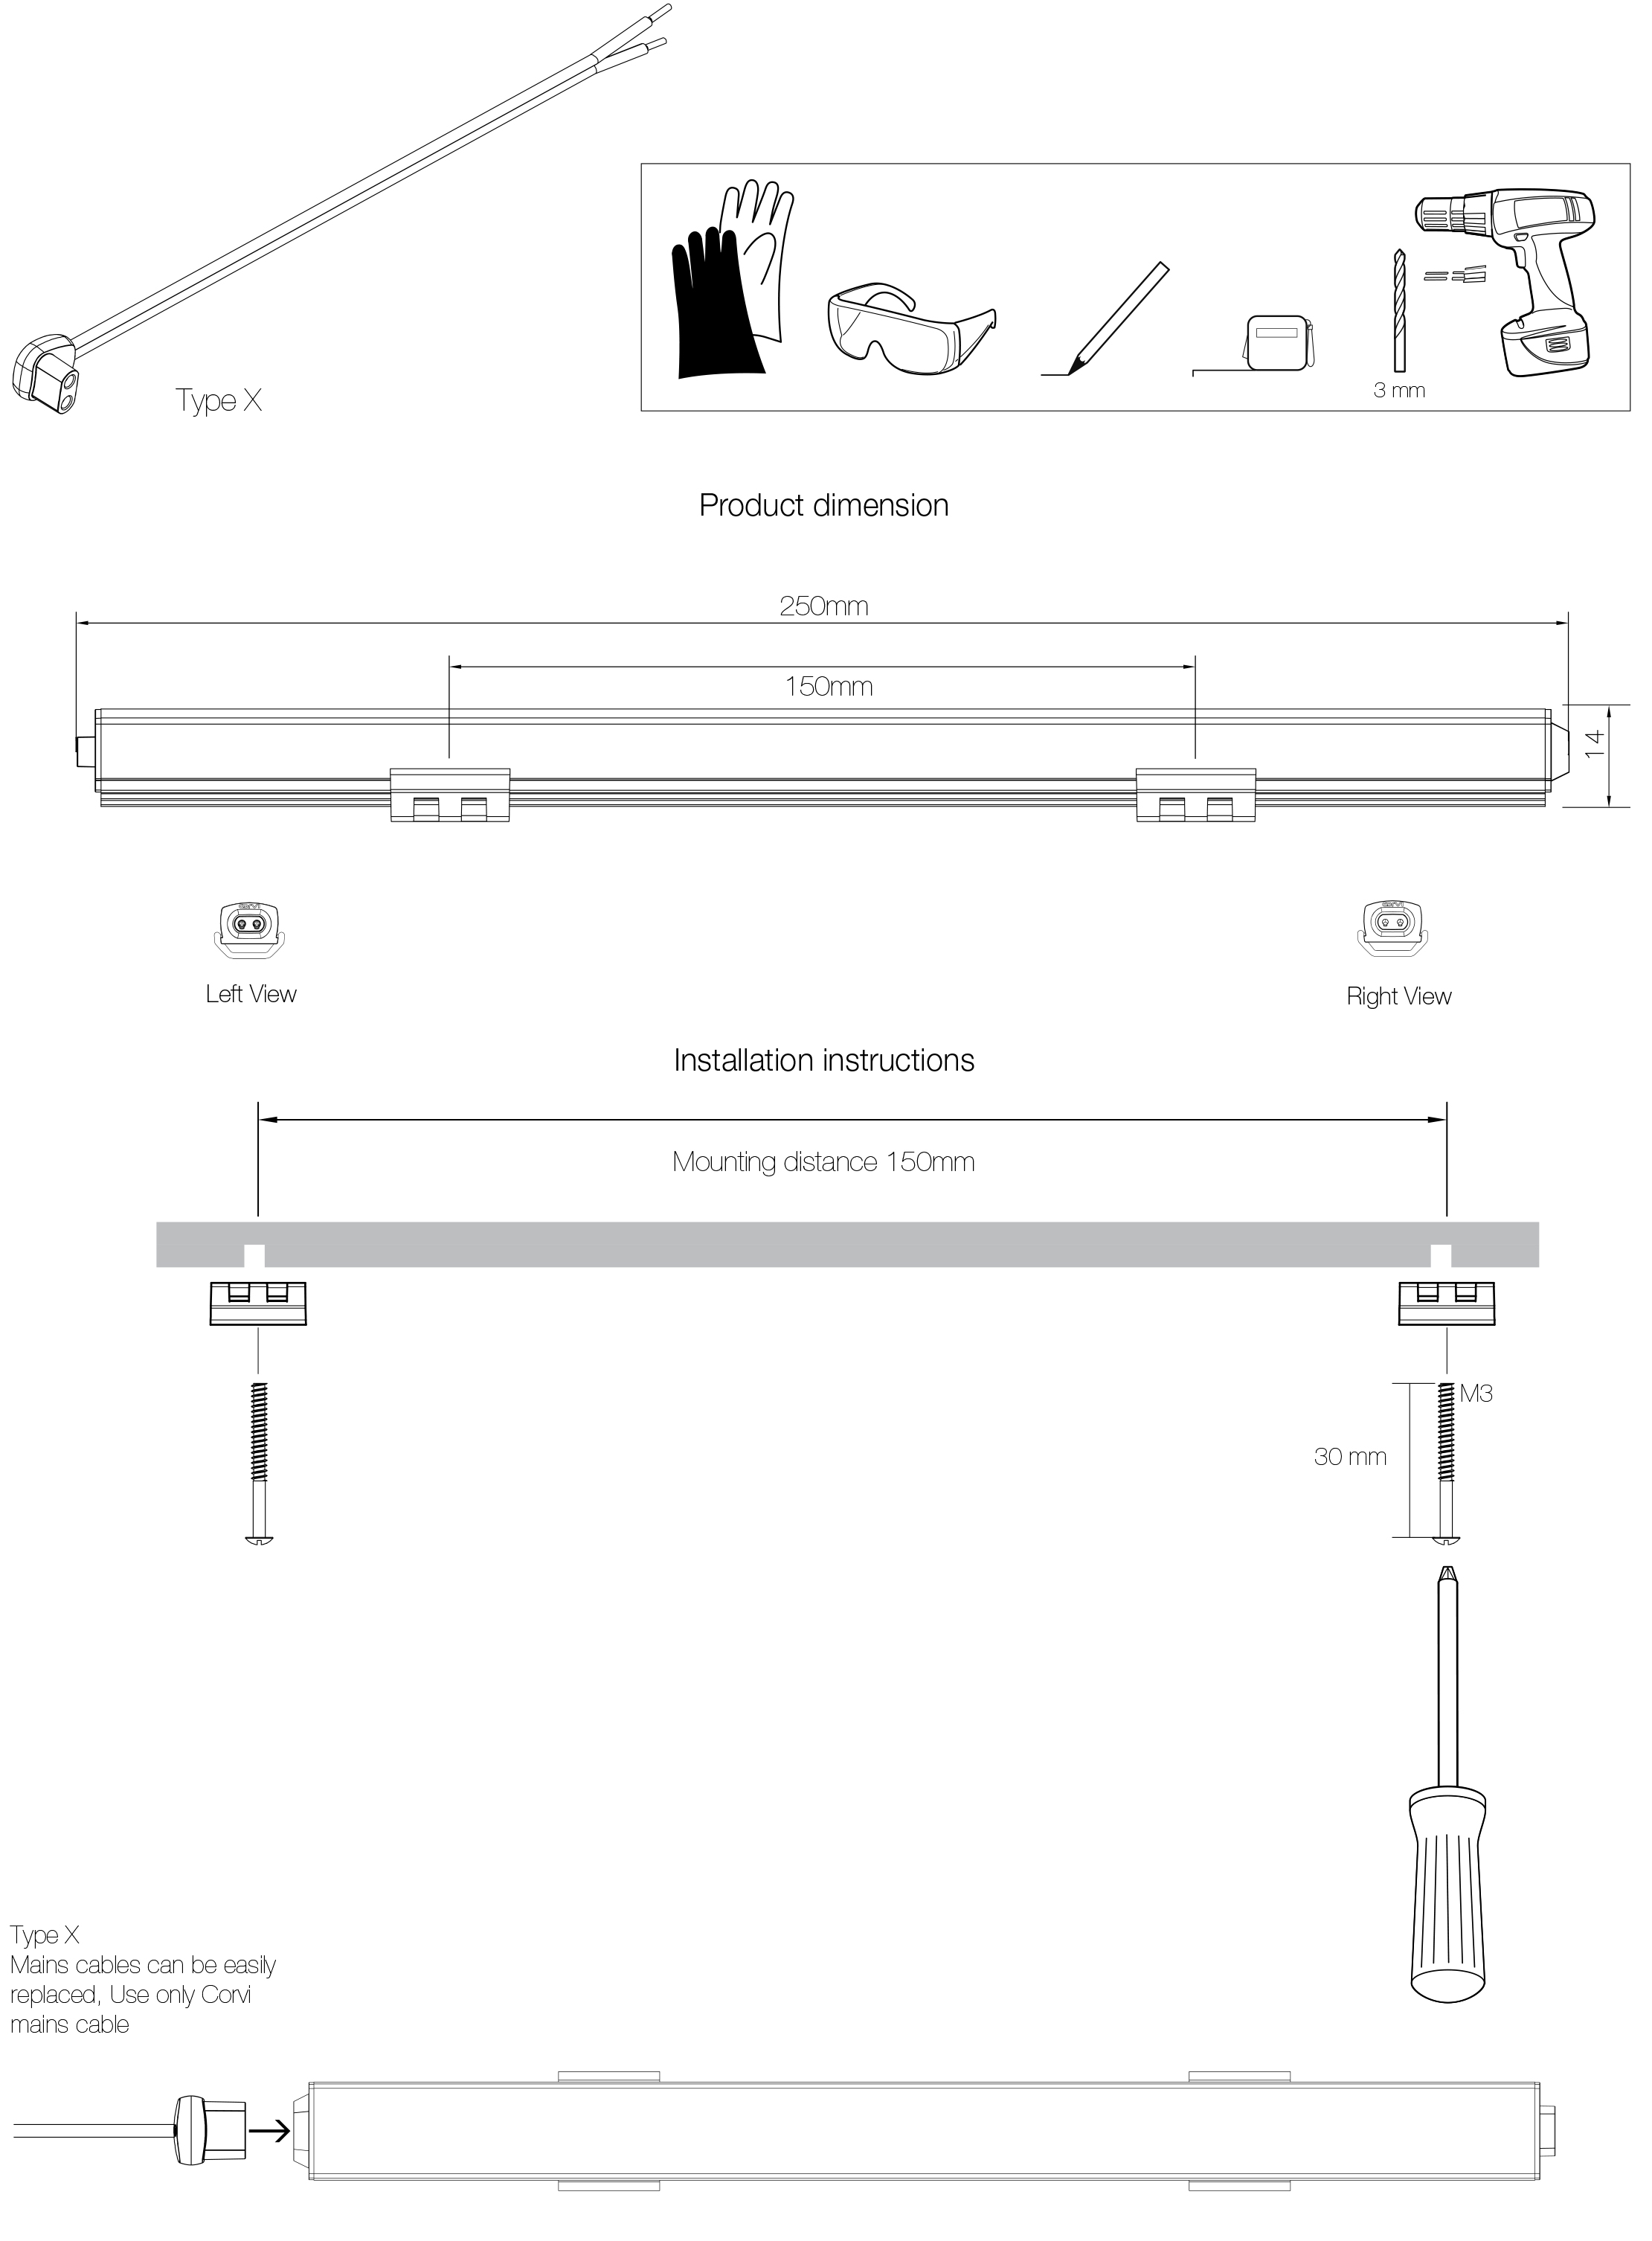 Type X
3 mm
Product dimension
250mm
150mm
14
Left View
Right View
Installation instructions
Mounting distance 150mm
M3
30 mm
Type X
Mains cables can be easily
replaced, Use only Corvi
mains cable